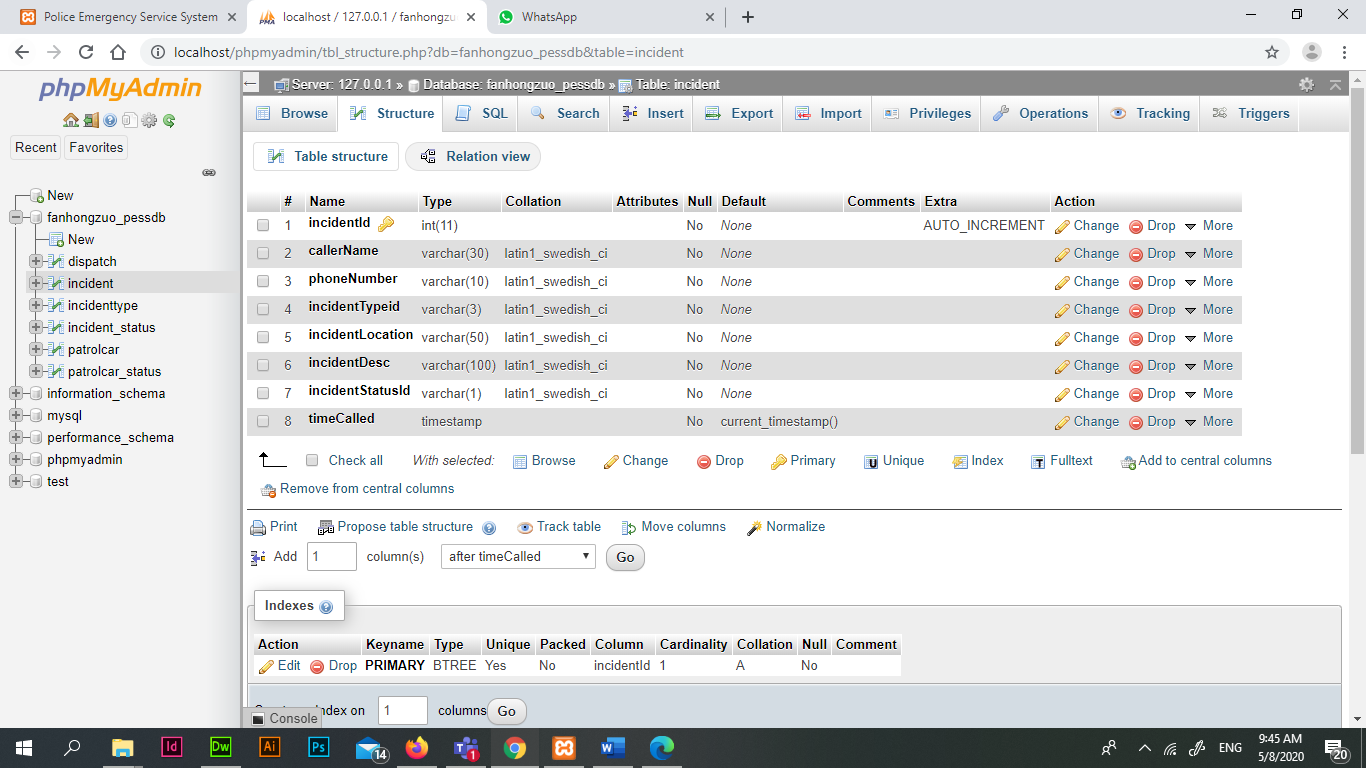 Police Emergency Service System
localhost / 127.0.0.1 / fanhongzuo
WhatsApp
localhost/phpmyadmin/tbl_structure.php?db=fanhongzuo_pessdb&table=incident
phpMyAdmin
Recent Favorites
New
fanhongzuo_pessdb
New
dispatch
incident
incidenttype
incident_status
patrolcar
patrolcar_status
information_schema
mysql
performance_schema
phpmyadmin
test
Server: 127.0.0.1 » Database: fanhongzuo_pessdb » Table: incident
Browse Structure SQL Search Insert Export Import Privileges Operations Tracking Triggers
Table structure Relation view
# Name Type Collation Attributes Null Default Comments Extra Action
1 incidentId int(11) No None AUTO_INCREMENT Change Drop More
2 callerName varchar(30) latin1_swedish_ci No None Change Drop More
3 phoneNumber varchar(10) latin1_swedish_ci No None Change Drop More
4 incidentTypeid varchar(3) latin1_swedish_ci No None Change Drop More
5 incidentLocation varchar(50) latin1_swedish_ci No None Change Drop More
6 incidentDesc varchar(100) latin1_swedish_ci No None Change Drop More
7 incidentStatusId varchar(1) latin1_swedish_ci No None Change Drop More
8 timeCalled timestamp No current_timestamp() Change Drop More
Check all With selected: Browse Change Drop Primary Unique Index Fulltext Add to central columns
Remove from central columns
Print Propose table structure Track table Move columns Normalize
Add 1 column(s) after timeCalled Go
Indexes
Action Keyname Type Unique Packed Column Cardinality Collation Null Comment
Edit Drop PRIMARY BTREE Yes No incidentId 1 A No
index on 1 columns Go
Console
Id Dw Ai Ps 14 1 W ENG
9:45 AM
5/8/2020
20